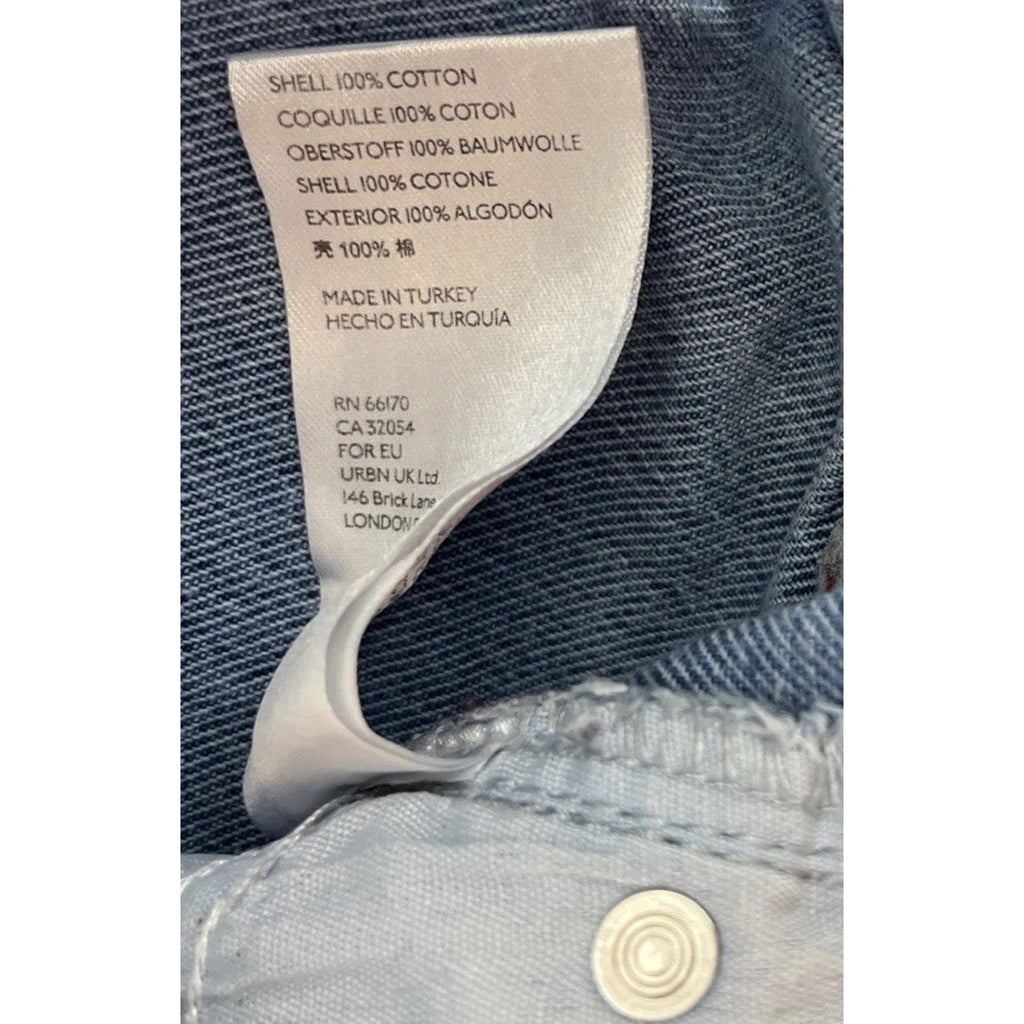 SHELL 100% COTTON
COQUILLE 100% COTON
OBERSTOFF 100% BAUMWOLLE
SHELL 100% COTONE
EXTERIOR 100% ALGODÓN
売 100% 棉
MADE IN TURKEY
HECHO EN TURQUÍA
RN 66170
CA 32054
FOR EU
URBN UK Ltd.
146 Brick Lane
LONDON